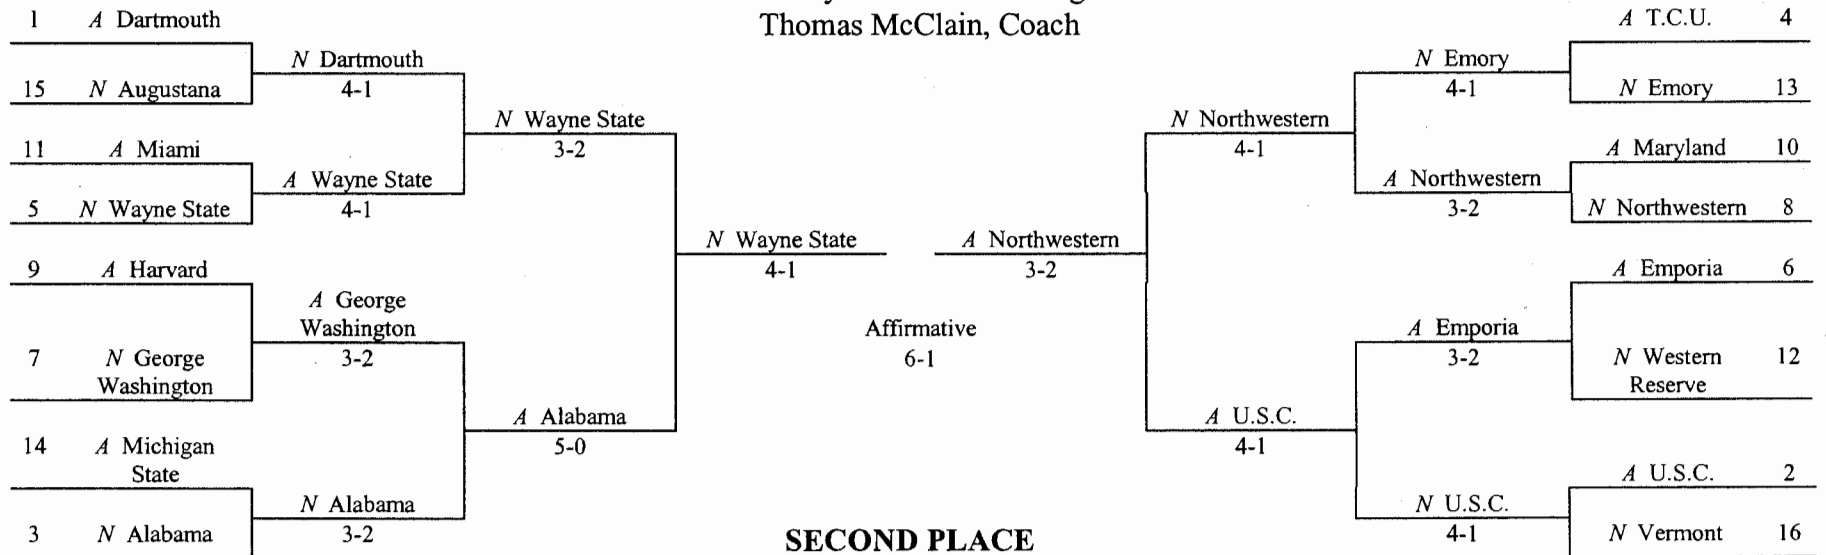 Thomas McClain, Coach
1 A Dartmouth
15 N Augustana
11 A Miami
5 N Wayne State
9 A Harvard
7 N George
Washington
14 A Michigan
State
3 N Alabama
N Dartmouth
4-1
A Wayne State
4-1
A George
Washington
3-2
N Alabama
3-2
N Wayne State
3-2
A Alabama
5-0
N Wayne State
4-1
A Northwestern
3-2
Affirmative
6-1
SECOND PLACE
N Northwestern
4-1
A U.S.C.
4-1
N Emory
4-1
A Northwestern
3-2
A Emporia
3-2
N U.S.C.
4-1
A T.C.U. 4
N Emory 13
A Maryland 10
N Northwestern 8
A Emporia 6
N Western 12
Reserve
A U.S.C. 2
N Vermont 16